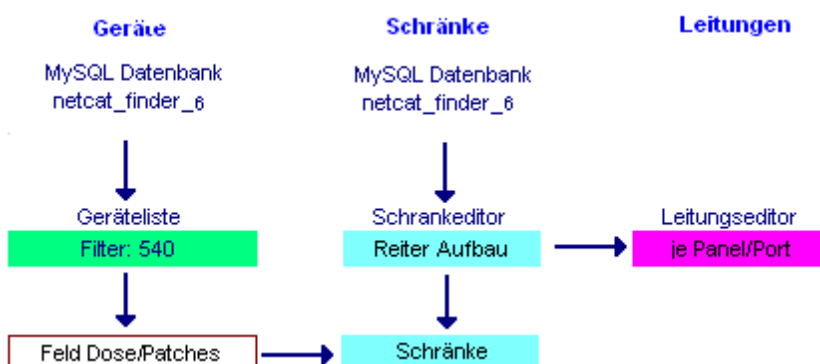 Geräte Schränke Leitungen
MySQL Datenbank MySQL Datenbank
netcat_finder_6 netcat_finder_6
Geräteliste Schrankeditor Leitungseditor
Filter: 540 Reiter Aufbau je Panel/Port
Feld Dose/Patches Schränke